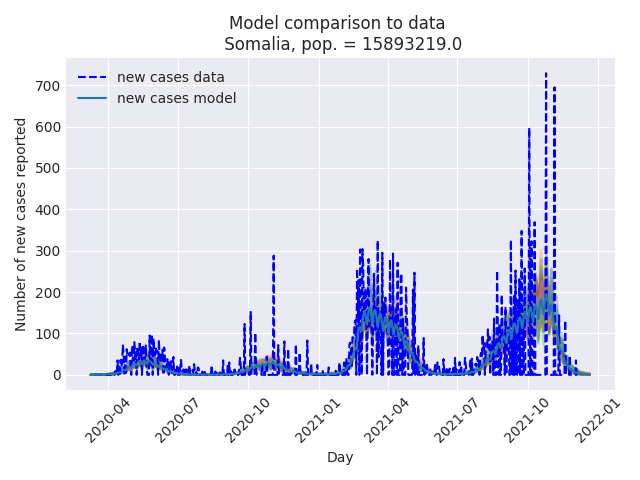 Model comparison to data
Somalia, pop. = 15893219.0
new cases data
new cases model
Number of new cases reported
700
600
500
400
300
200
100
0
2020-04
2020-07
2020-10
2021-01
2021-04
2021-07
2021-10
2022-01
Day